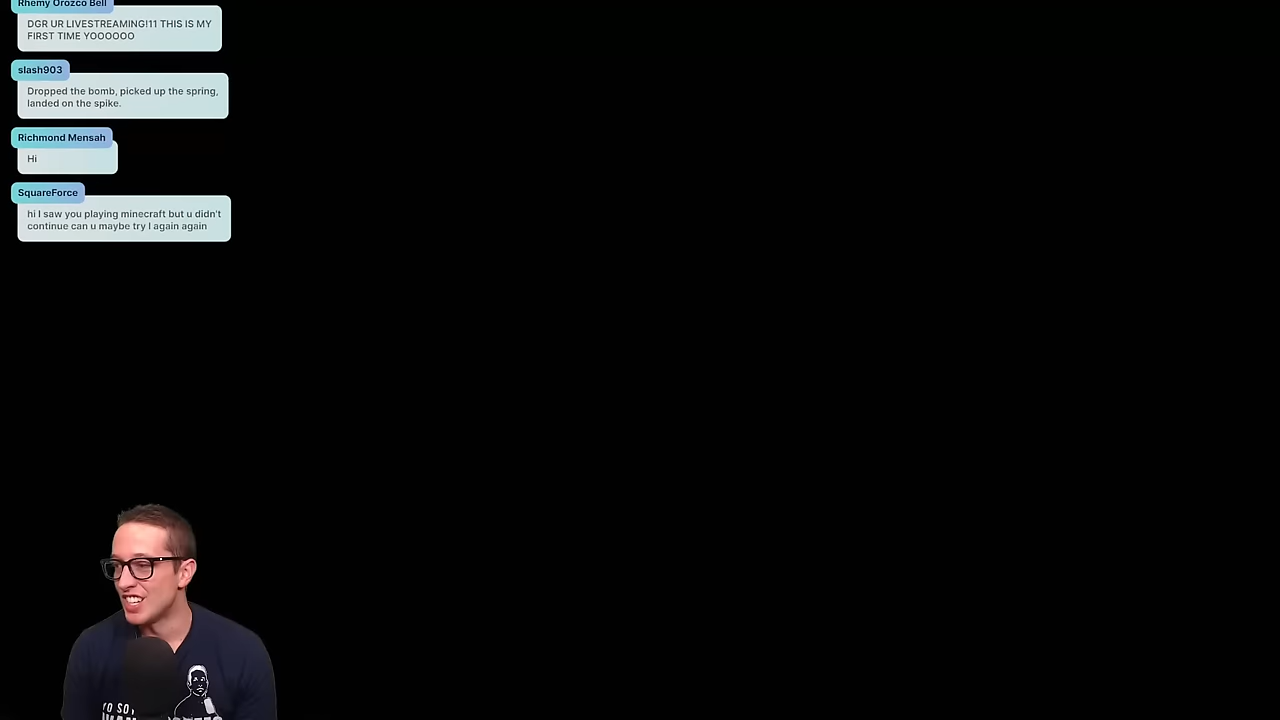 Rhemy Orozco Bell
DGR UR LIVESTREAMING!11 THIS IS MY
FIRST TIME YOOOOOO
slash903
Dropped the bomb, picked up the spring,
landed on the spike.
Richmond Mensah
Hi
SquareForce
hi I saw you playing minecraft but u didn't
continue can u maybe try I again again
YO SOY